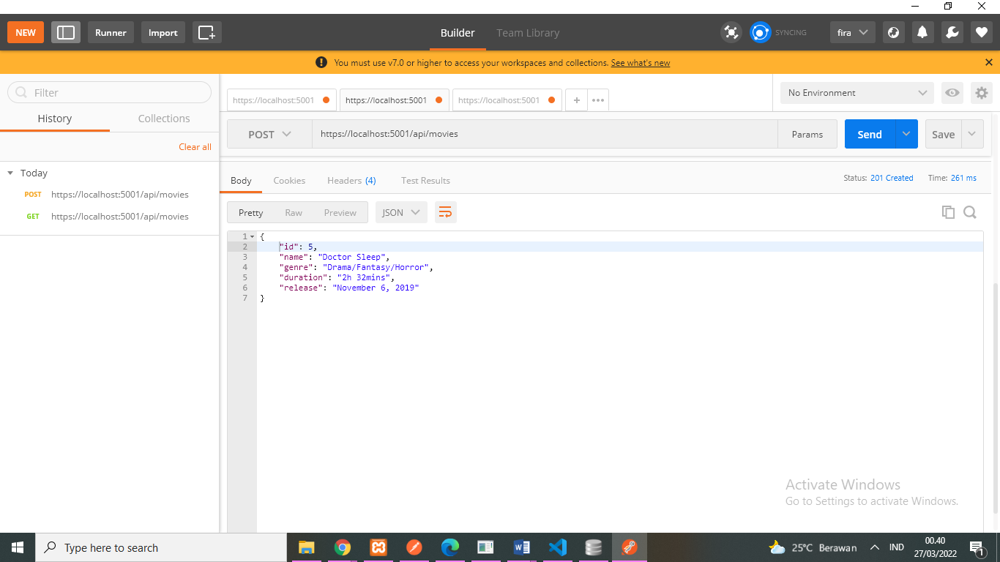 NEW Runner Import Builder Team Library SYNCING fira
You must use v7.0 or higher to access your workspaces and collections. See what's new
Filter
History Collections
Clear all
Today
POST https://localhost:5001/api/movies
GET https://localhost:5001/api/movies
https://localhost:5001 https://localhost:5001 https://localhost:5001 + ••• No Environment
POST https://localhost:5001/api/movies Params Send Save
Body Cookies Headers (4) Test Results Status: 201 Created Time: 261 ms
Pretty Raw Preview JSON
1 {
2 "id": 5,
3 "name": "Doctor Sleep",
4 "genre": "Drama/Fantasy/Horror",
5 "duration": "2h 32mins",
6 "release": "November 6, 2019"
7 }
Activate Windows
Go to Settings to activate Windows.
Type here to search 25°C Berawan IND 00.40
27/03/2022 1